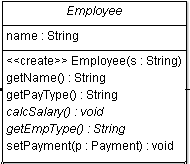 Employee
name : String
<<create>> Employee(s : String)
getName() : String
getPayType() : String
calcSalary() : void
getEmpType() : String
setPayment(p : Payment) : void